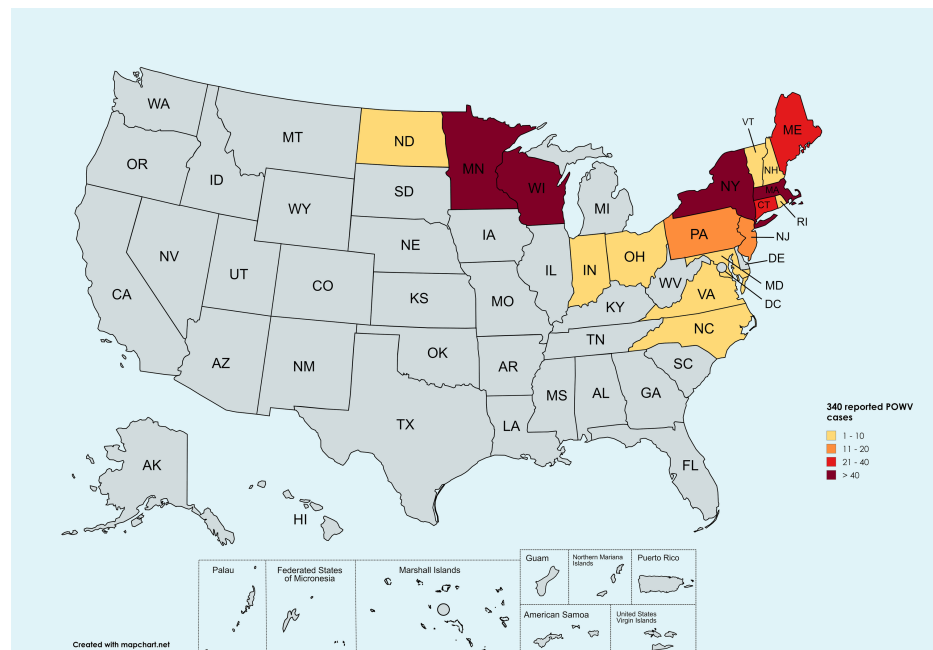 WA
OR
CA
NV
ID
MT
WY
UT
AZ
CO
NM
ND
SD
NE
KS
OK
TX
MN
IA
MO
AR
LA
WI
IL
MI
IN
OH
KY
TN
MS
AL
GA
FL
SC
NC
VA
WV
PA
NY
VT
NH
ME
MA
CT
RI
NJ
DE
MD
DC
AK
HI
340 reported POWV
cases
1 - 10
11 - 20
21 - 40
> 40
Palau
Federated States
of Micronesia
Marshall Islands
Guam
Northern Mariana
Islands
Puerto Rico
American Samoa
United States
Virgin Islands
Created with mapchart.net